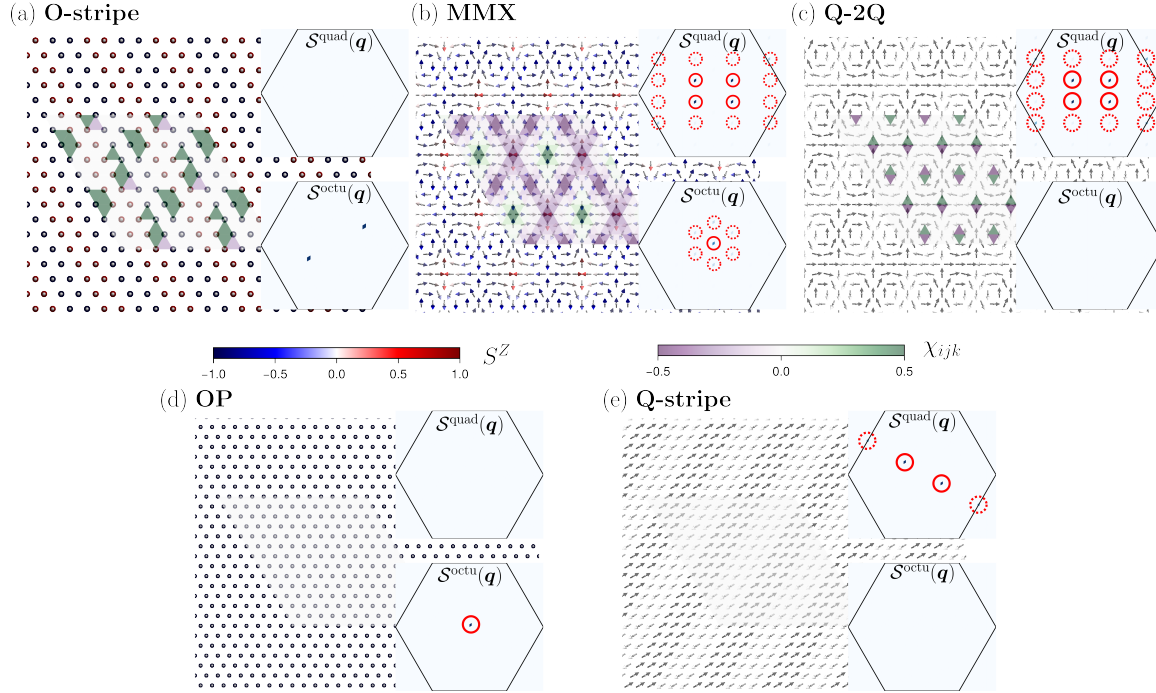 (a) O-stripe
S^quad(q)
S^octu(q)
(b) MMX
S^quad(q)
S^octu(q)
(c) Q-2Q
S^quad(q)
S^octu(q)
−1.0 −0.5 0.0 0.5 1.0
S^Z
−0.5 0.0 0.5
χ_ijk
(d) OP
S^quad(q)
S^octu(q)
(e) Q-stripe
S^quad(q)
S^octu(q)